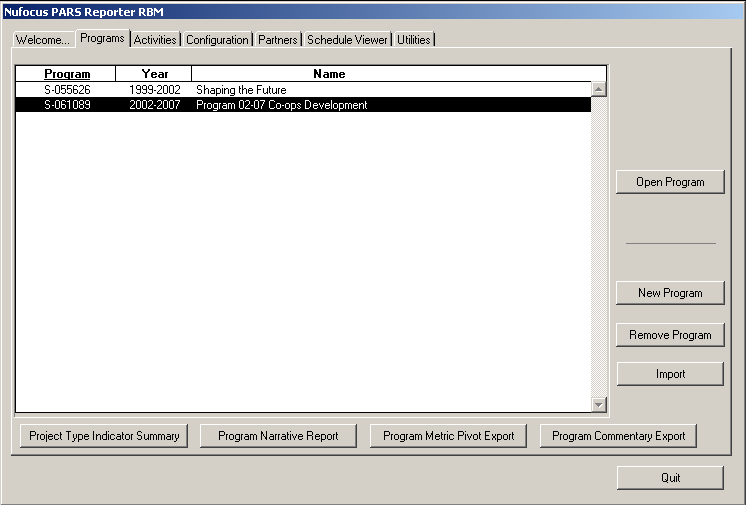 Nufocus PARS Reporter RBM
Welcome... Programs Activities Configuration Partners Schedule Viewer Utilities
Program Year Name
S-055626 1999-2002 Shaping the Future
S-061089 2002-2007 Program 02-07 Co-ops Development
Open Program
New Program
Remove Program
Import
Project Type Indicator Summary Program Narrative Report Program Metric Pivot Export Program Commentary Export
Quit